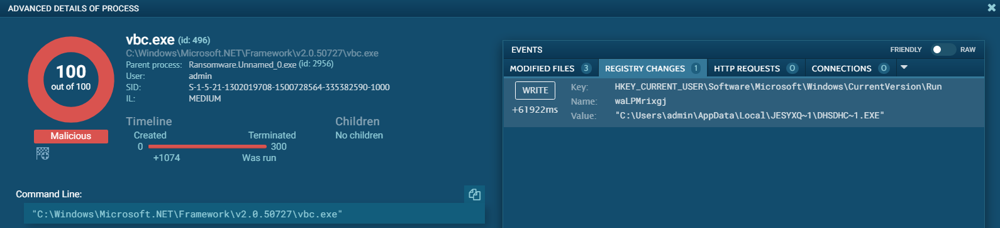 ADVANCED DETAILS OF PROCESS
100
out of 100
Malicious
vbc.exe (id: 496)
C:\Windows\Microsoft.NET\Framework\v2.0.50727\vbc.exe
Parent process: Ransomware.Unnamed_0.exe (id: 2956)
User: admin
SID: S-1-5-21-1302019708-1500728564-335382590-1000
IL: MEDIUM
Timeline
Created Terminated
0 300
+1074 Was run
Children
No children
Command Line:
"C:\Windows\Microsoft.NET\Framework\v2.0.50727\vbc.exe"
EVENTS FRIENDLY RAW
MODIFIED FILES 3 REGISTRY CHANGES 1 HTTP REQUESTS 0 CONNECTIONS 0
WRITE
+61922ms
Key: HKEY_CURRENT_USER\Software\Microsoft\Windows\CurrentVersion\Run
Name: waLPMrixgj
Value: "C:\Users\admin\AppData\Local\JESYXQ~1\DHSDHC~1.EXE"